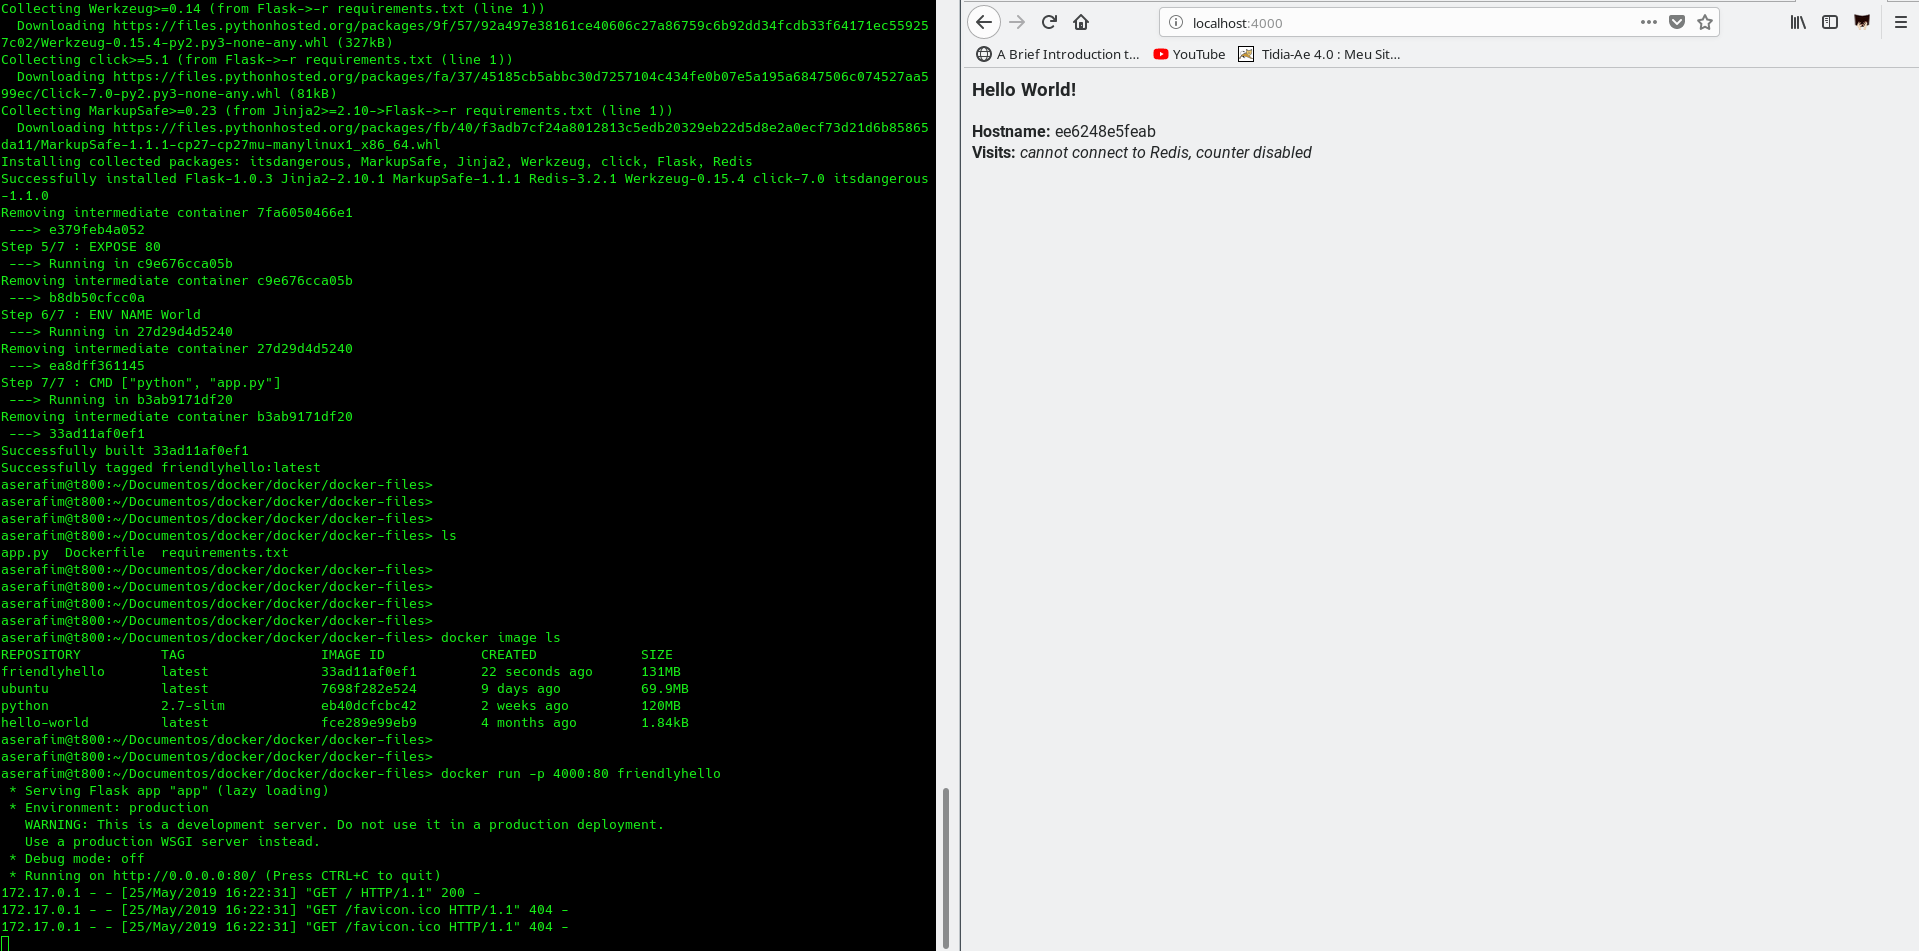 Collecting Werkzeug>=0.14 (from Flask->-r requirements.txt (line 1))
  Downloading https://files.pythonhosted.org/packages/9f/57/92a497e38161ce40606c27a86759c6b92dd34fcdb33f64171ec55925
7c02/Werkzeug-0.15.4-py2.py3-none-any.whl (327kB)
Collecting click>=5.1 (from Flask->-r requirements.txt (line 1))
  Downloading https://files.pythonhosted.org/packages/fa/37/45185cb5abbc30d7257104c434fe0b07e5a195a6847506c074527aa5
99ec/Click-7.0-py2.py3-none-any.whl (81kB)
Collecting MarkupSafe>=0.23 (from Jinja2>=2.10->Flask->-r requirements.txt (line 1))
  Downloading https://files.pythonhosted.org/packages/fb/40/f3adb7cf24a8012813c5edb20329eb22d5d8e2a0ecf73d21d6b85865
da11/MarkupSafe-1.1.1-cp27-cp27mu-manylinux1_x86_64.whl
Installing collected packages: itsdangerous, MarkupSafe, Jinja2, Werkzeug, click, Flask, Redis
Successfully installed Flask-1.0.3 Jinja2-2.10.1 MarkupSafe-1.1.1 Redis-3.2.1 Werkzeug-0.15.4 click-7.0 itsdangerous
-1.1.0
Removing intermediate container 7fa6050466e1
 ---> e379feb4a052
Step 5/7 : EXPOSE 80
 ---> Running in c9e676cca05b
Removing intermediate container c9e676cca05b
 ---> b8db50cfcc0a
Step 6/7 : ENV NAME World
 ---> Running in 27d29d4d5240
Removing intermediate container 27d29d4d5240
 ---> ea8dff361145
Step 7/7 : CMD ["python", "app.py"]
 ---> Running in b3ab9171df20
Removing intermediate container b3ab9171df20
 ---> 33ad11af0ef1
Successfully built 33ad11af0ef1
Successfully tagged friendlyhello:latest
aserafim@t800:~/Documentos/docker/docker/docker-files>
aserafim@t800:~/Documentos/docker/docker/docker-files>
aserafim@t800:~/Documentos/docker/docker/docker-files>
aserafim@t800:~/Documentos/docker/docker/docker-files> ls
app.py  Dockerfile  requirements.txt
aserafim@t800:~/Documentos/docker/docker/docker-files>
aserafim@t800:~/Documentos/docker/docker/docker-files>
aserafim@t800:~/Documentos/docker/docker/docker-files>
aserafim@t800:~/Documentos/docker/docker/docker-files>
aserafim@t800:~/Documentos/docker/docker/docker-files> docker image ls
REPOSITORY          TAG                 IMAGE ID            CREATED             SIZE
friendlyhello       latest              33ad11af0ef1        22 seconds ago      131MB
ubuntu              latest              7698f282e524        9 days ago          69.9MB
python              2.7-slim            eb40dcfcbc42        2 weeks ago         120MB
hello-world         latest              fce289e99eb9        4 months ago        1.84kB
aserafim@t800:~/Documentos/docker/docker/docker-files>
aserafim@t800:~/Documentos/docker/docker/docker-files>
aserafim@t800:~/Documentos/docker/docker/docker-files> docker run -p 4000:80 friendlyhello
 * Serving Flask app "app" (lazy loading)
 * Environment: production
   WARNING: This is a development server. Do not use it in a production deployment.
   Use a production WSGI server instead.
 * Debug mode: off
 * Running on http://0.0.0.0:80/ (Press CTRL+C to quit)
172.17.0.1 - - [25/May/2019 16:22:31] "GET / HTTP/1.1" 200 -
172.17.0.1 - - [25/May/2019 16:22:31] "GET /favicon.ico HTTP/1.1" 404 -
172.17.0.1 - - [25/May/2019 16:22:31] "GET /favicon.ico HTTP/1.1" 404 -
localhost:4000
A Brief Introduction t... YouTube Tidia-Ae 4.0 : Meu Sit...
Hello World!
Hostname: ee6248e5feab
Visits: cannot connect to Redis, counter disabled